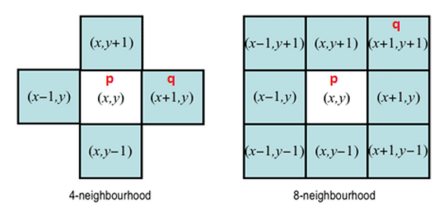 (x,y+1)
p q
(x−1,y) (x,y) (x+1,y)
(x,y−1)
4-neighbourhood
q
(x−1,y+1) (x,y+1) (x+1,y+1)
p
(x−1,y) (x,y) (x+1,y)
(x−1,y−1) (x,y−1) (x+1,y−1)
8-neighbourhood